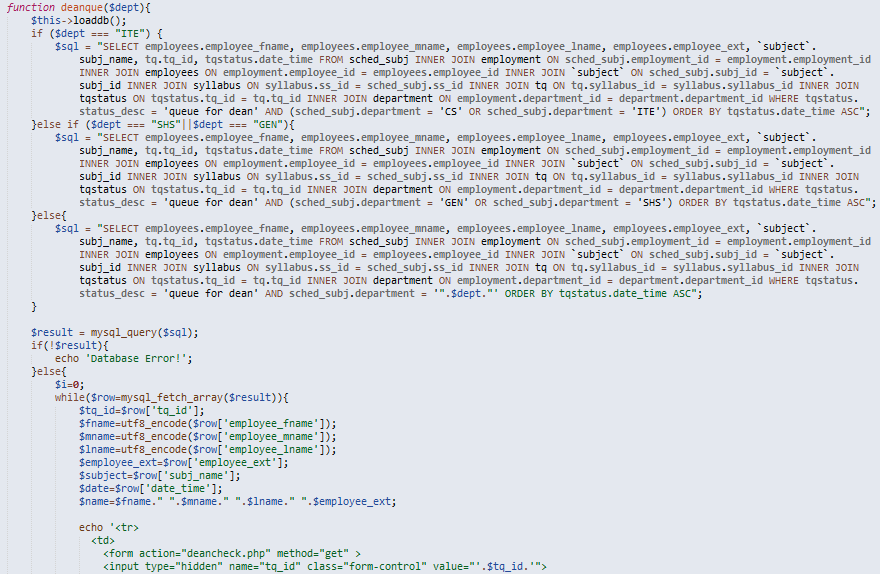 function deanque($dept){
$this->loaddb();
if ($dept === "ITE") {
$sql = "SELECT employees.employee_fname, employees.employee_mname, employees.employee_lname, employees.employee_ext, `subject`.
subj_name, tq.tq_id, tqstatus.date_time FROM sched_subj INNER JOIN employment ON sched_subj.employment_id = employment.employment_id
INNER JOIN employees ON employment.employee_id = employees.employee_id INNER JOIN `subject` ON sched_subj.subj_id = `subject`.
subj_id INNER JOIN syllabus ON syllabus.ss_id = sched_subj.ss_id INNER JOIN tq ON tq.syllabus_id = syllabus.syllabus_id INNER JOIN
tqstatus ON tqstatus.tq_id = tq.tq_id INNER JOIN department ON employment.department_id = department.department_id WHERE tqstatus.
status_desc = 'queue for dean' AND (sched_subj.department = 'CS' OR sched_subj.department = 'ITE') ORDER BY tqstatus.date_time ASC";
}else if ($dept === "SHS"||$dept === "GEN"){
$sql = "SELECT employees.employee_fname, employees.employee_mname, employees.employee_lname, employees.employee_ext, `subject`.
subj_name, tq.tq_id, tqstatus.date_time FROM sched_subj INNER JOIN employment ON sched_subj.employment_id = employment.employment_id
INNER JOIN employees ON employment.employee_id = employees.employee_id INNER JOIN `subject` ON sched_subj.subj_id = `subject`.
subj_id INNER JOIN syllabus ON syllabus.ss_id = sched_subj.ss_id INNER JOIN tq ON tq.syllabus_id = syllabus.syllabus_id INNER JOIN
tqstatus ON tqstatus.tq_id = tq.tq_id INNER JOIN department ON employment.department_id = department.department_id WHERE tqstatus.
status_desc = 'queue for dean' AND (sched_subj.department = 'GEN' OR sched_subj.department = 'SHS') ORDER BY tqstatus.date_time ASC";
}else{
$sql = "SELECT employees.employee_fname, employees.employee_mname, employees.employee_lname, employees.employee_ext, `subject`.
subj_name, tq.tq_id, tqstatus.date_time FROM sched_subj INNER JOIN employment ON sched_subj.employment_id = employment.employment_id
INNER JOIN employees ON employment.employee_id = employees.employee_id INNER JOIN `subject` ON sched_subj.subj_id = `subject`.
subj_id INNER JOIN syllabus ON syllabus.ss_id = sched_subj.ss_id INNER JOIN tq ON tq.syllabus_id = syllabus.syllabus_id INNER JOIN
tqstatus ON tqstatus.tq_id = tq.tq_id INNER JOIN department ON employment.department_id = department.department_id WHERE tqstatus.
status_desc = 'queue for dean' AND sched_subj.department = '".$dept."' ORDER BY tqstatus.date_time ASC";
}
$result = mysql_query($sql);
if(!$result){
echo 'Database Error!';
}else{
$i=0;
while($row=mysql_fetch_array($result)){
$tq_id=$row['tq_id'];
$fname=utf8_encode($row['employee_fname']);
$mname=utf8_encode($row['employee_mname']);
$lname=utf8_encode($row['employee_lname']);
$employee_ext=$row['employee_ext'];
$subject=$row['subj_name'];
$date=$row['date_time'];
$name=$fname." ".$mname." ".$lname." ".$employee_ext;
echo '<tr>
<td>
<form action="deancheck.php" method="get" >
<input type="hidden" name="tq_id" class="form-control" value="'.$tq_id.'">